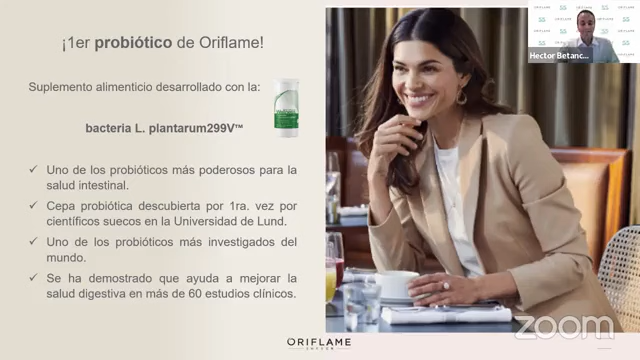 ¡1er probiótico de Oriflame!
Suplemento alimenticio desarrollado con la:
bacteria L. plantarum299V™
✓ Uno de los probióticos más poderosos para la
salud intestinal.
✓ Cepa probiótica descubierta por 1ra. vez por
científicos suecos en la Universidad de Lund.
✓ Uno de los probióticos más investigados del
mundo.
✓ Se ha demostrado que ayuda a mejorar la
salud digestiva en más de 60 estudios clínicos.
ORIFLAME
SWEDEN
Hector Betanc...
zoom